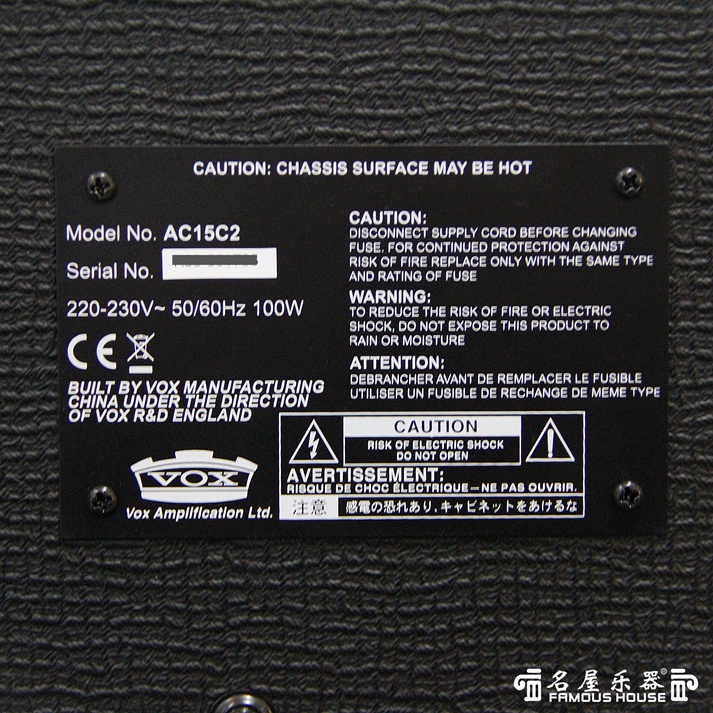 CAUTION: CHASSIS SURFACE MAY BE HOT
Model No. AC15C2
Serial No.
220-230V~ 50/60Hz 100W
CE
BUILT BY VOX MANUFACTURING
CHINA UNDER THE DIRECTION
OF VOX R&D ENGLAND
VOX
Vox Amplification Ltd.
CAUTION:
DISCONNECT SUPPLY CORD BEFORE CHANGING
FUSE. FOR CONTINUED PROTECTION AGAINST
RISK OF FIRE REPLACE ONLY WITH THE SAME TYPE
AND RATING OF FUSE
WARNING:
TO REDUCE THE RISK OF FIRE OR ELECTRIC
SHOCK, DO NOT EXPOSE THIS PRODUCT TO
RAIN OR MOISTURE
ATTENTION:
DEBRANCHER AVANT DE REMPLACER LE FUSIBLE
UTILISER UN FUSIBLE DE RECHANGE DE MEME TYPE
CAUTION
RISK OF ELECTRIC SHOCK
DO NOT OPEN
AVERTISSEMENT:
RISQUE DE CHOC ÉLECTRIQUE—NE PAS OUVRIR.
注意 感電の恐れあり、キャビネットをあけるな
名屋乐器®
FAMOUS HOUSE